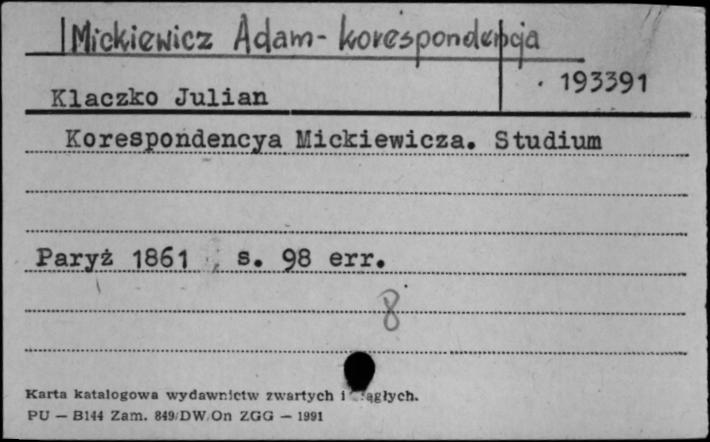 Mickiewicz Adam - korespondencja
193391
Klaczko Julian
Korespondencya Mickiewicza. Studium
Paryż 1861 , s. 98 err.
8
Karta katalogowa wydawnictw zwartych i
PU — B144 Zam. 849/DW/On ZGG — 1991